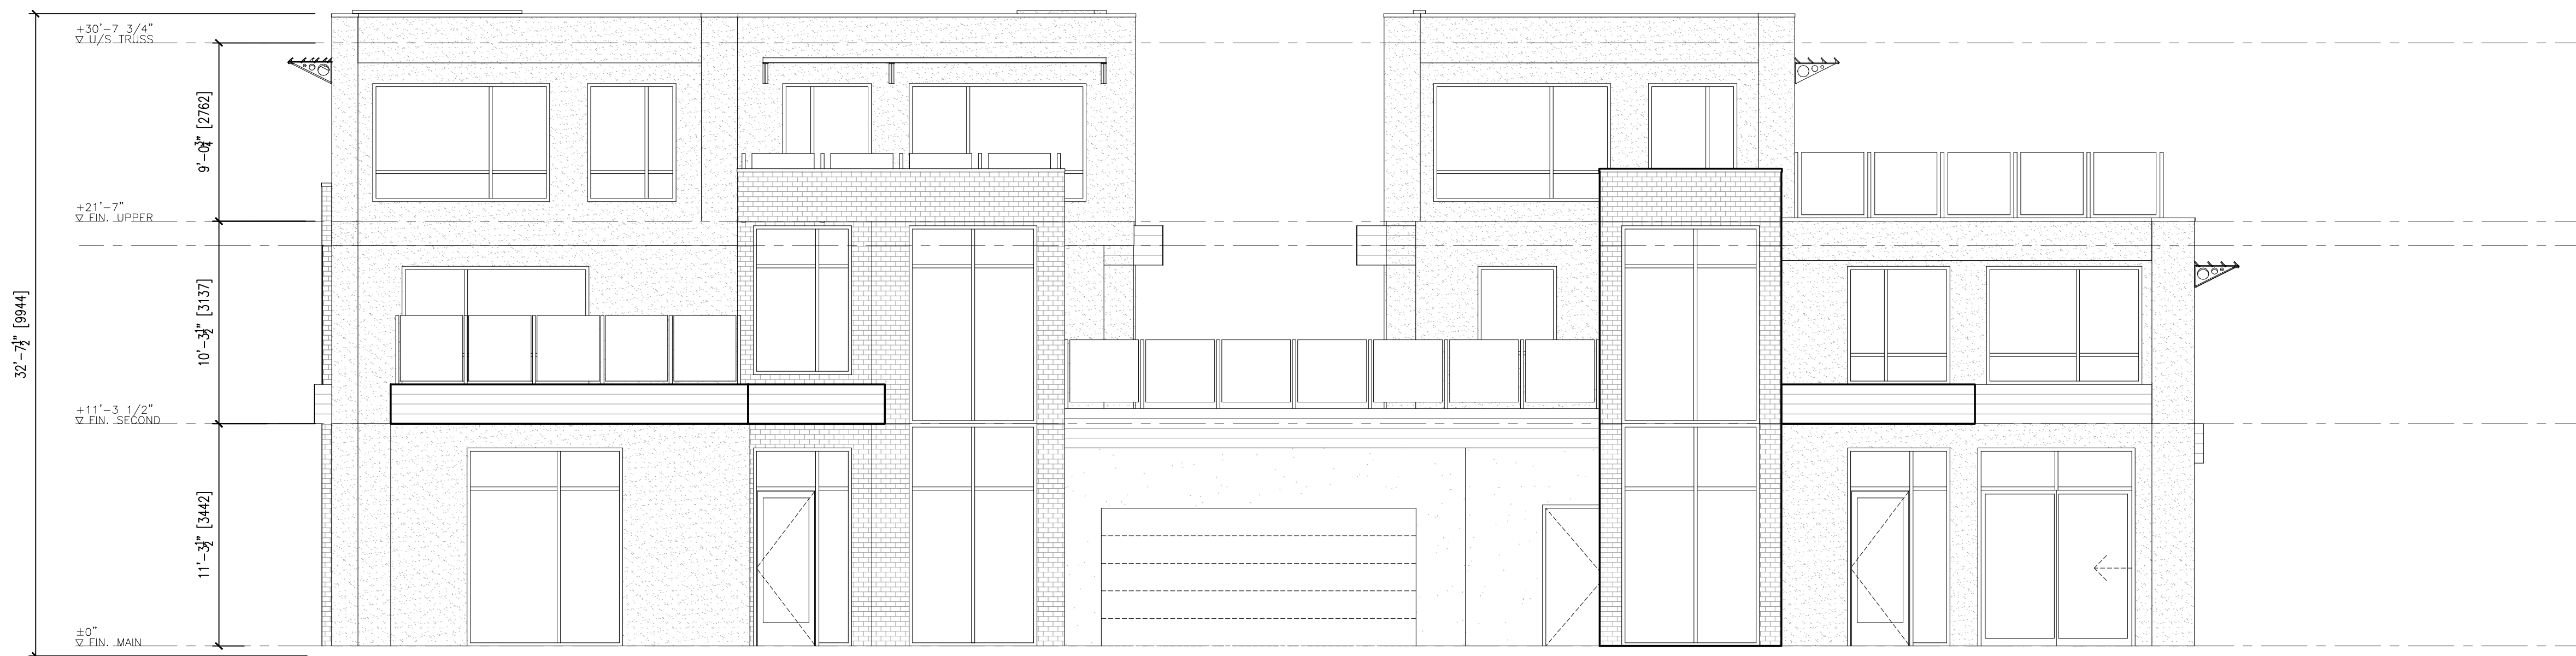 +30'-7 3/4"
▽ U/S TRUSS
9'-0¾" [2762]
+21'-7"
▽ FIN. UPPER
10'-3½" [3137]
32'-7½" [9944]
+11'-3 1/2"
▽ FIN. SECOND
11'-3½" [3442]
±0"
▽ FIN. MAIN